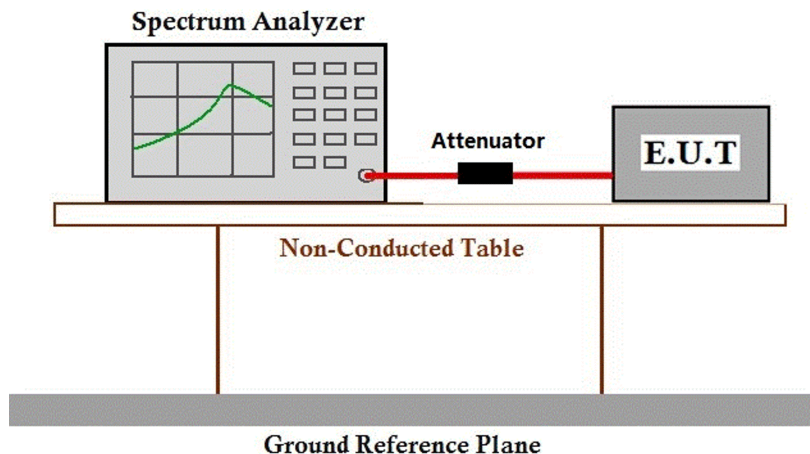 Spectrum Analyzer
Attenuator
E.U.T
Non-Conducted Table
Ground Reference Plane